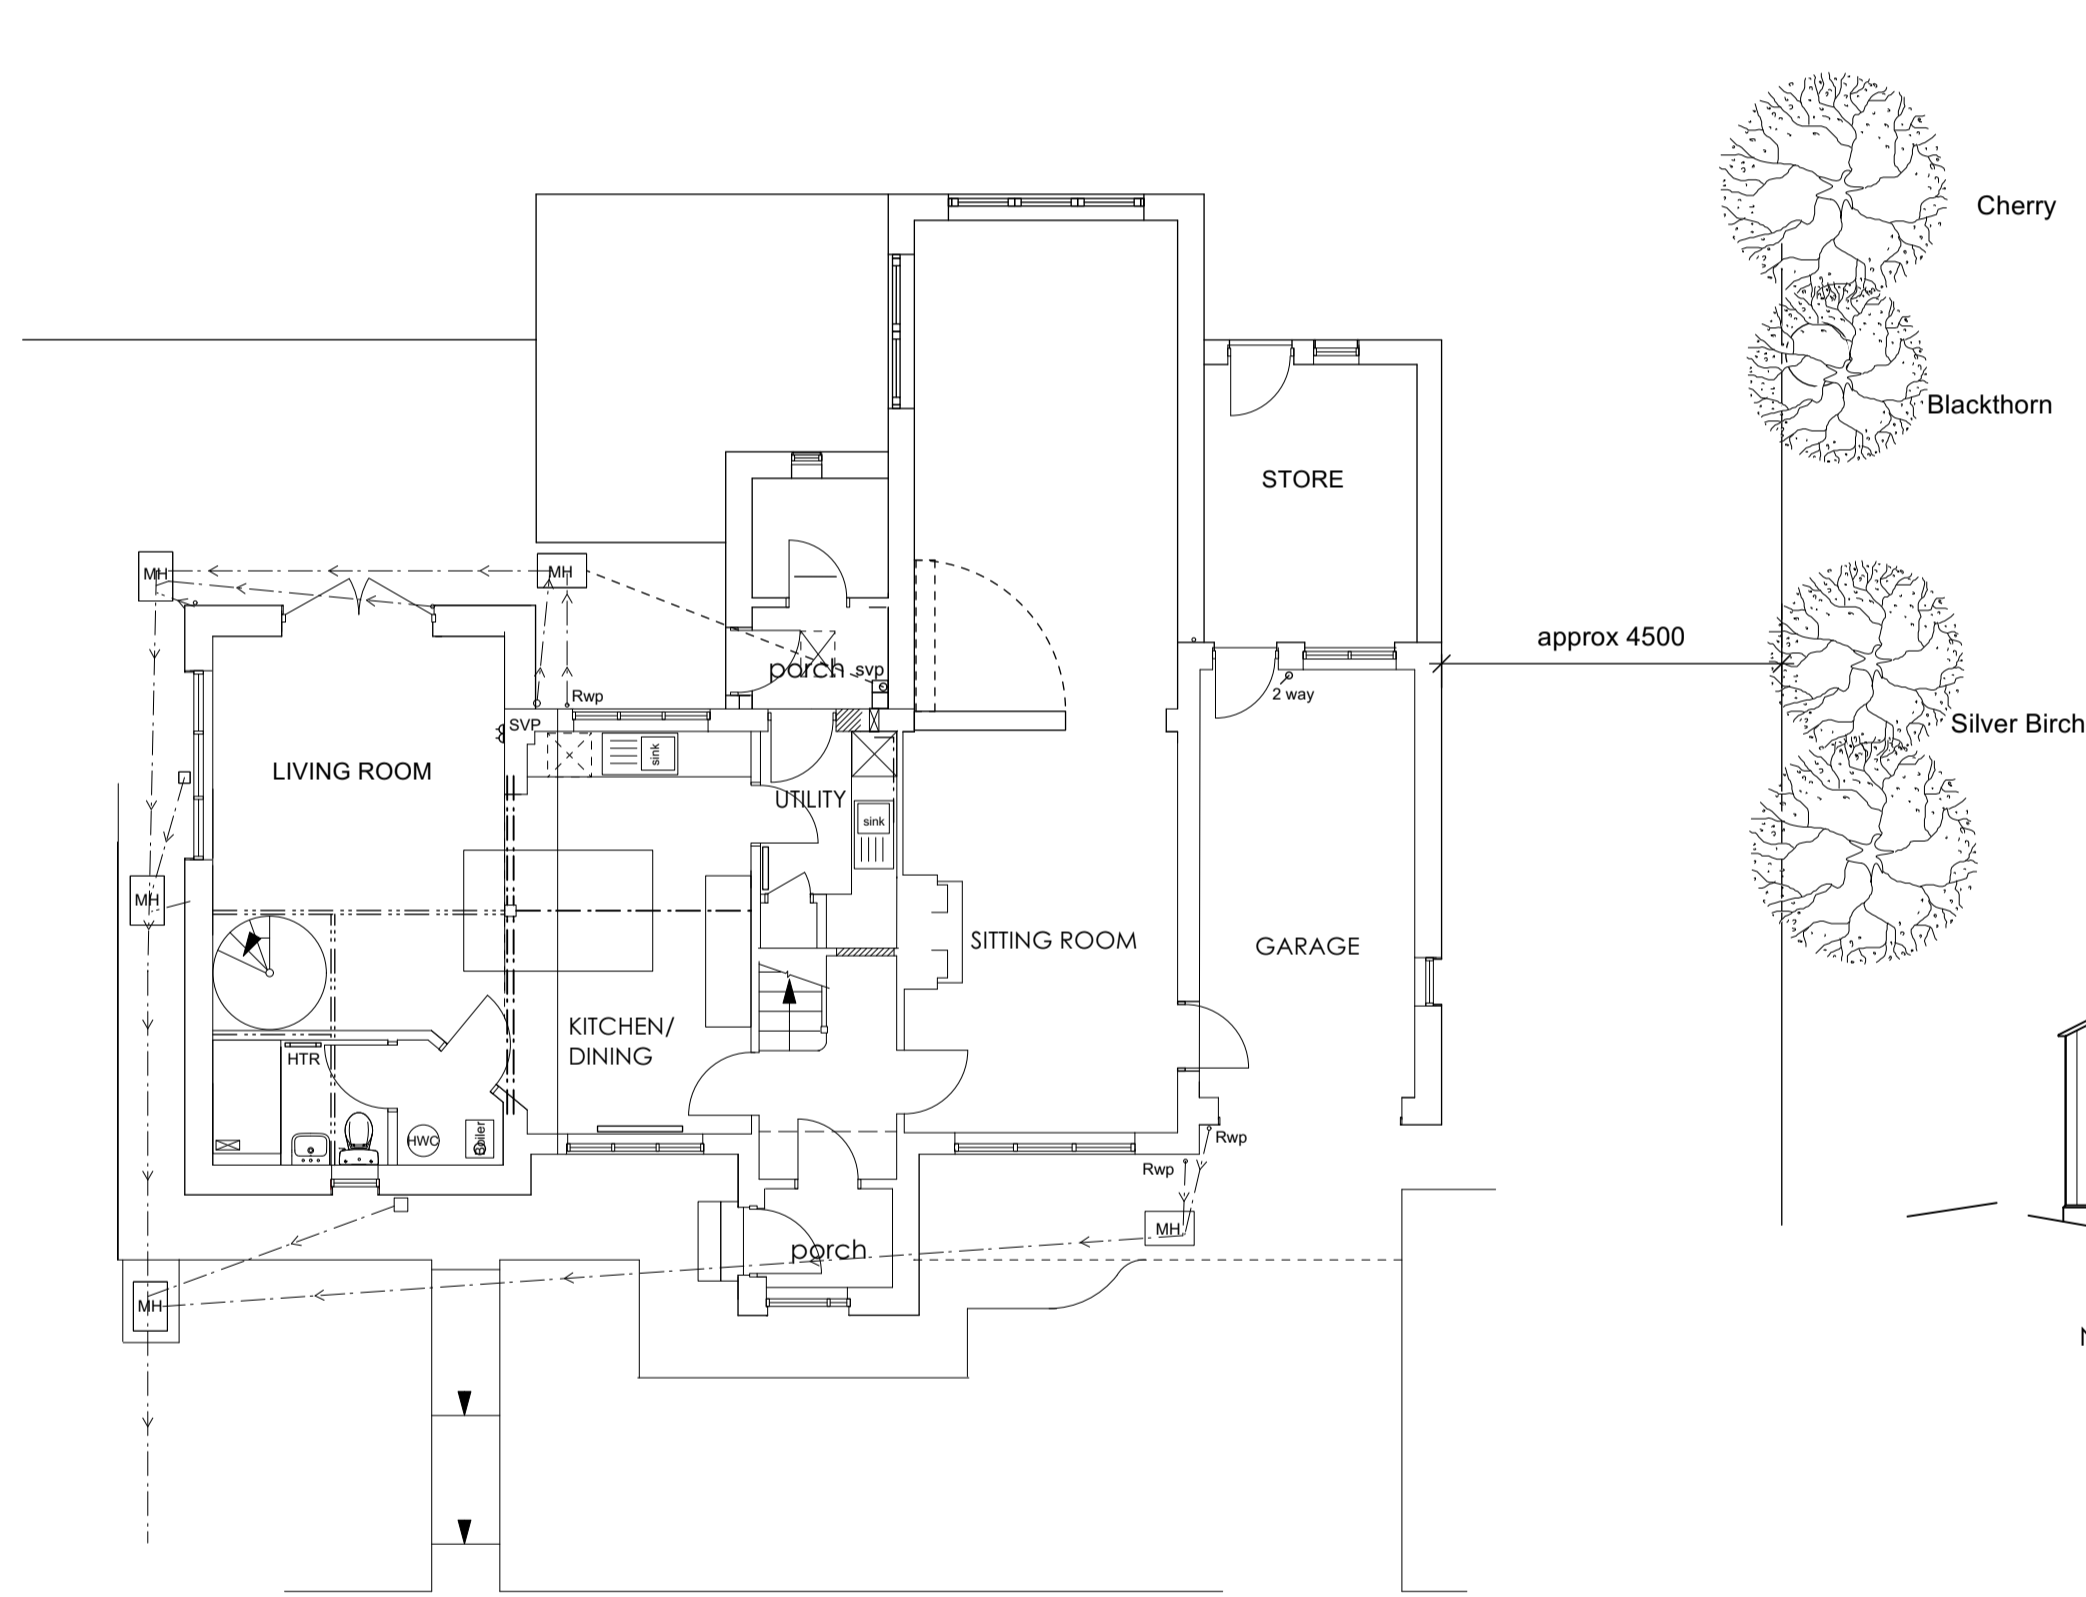 Cherry
Blackthorn
STORE
MH
MH
approx 4500
porch
svp
2 way
Rwp
SVP
Silver Birch
sink
LIVING ROOM
UTILITY
sink
MH
SITTING ROOM
GARAGE
KITCHEN/
DINING
HTR
HWC
Boiler
Rwp
Rwp
MH
porch
MH